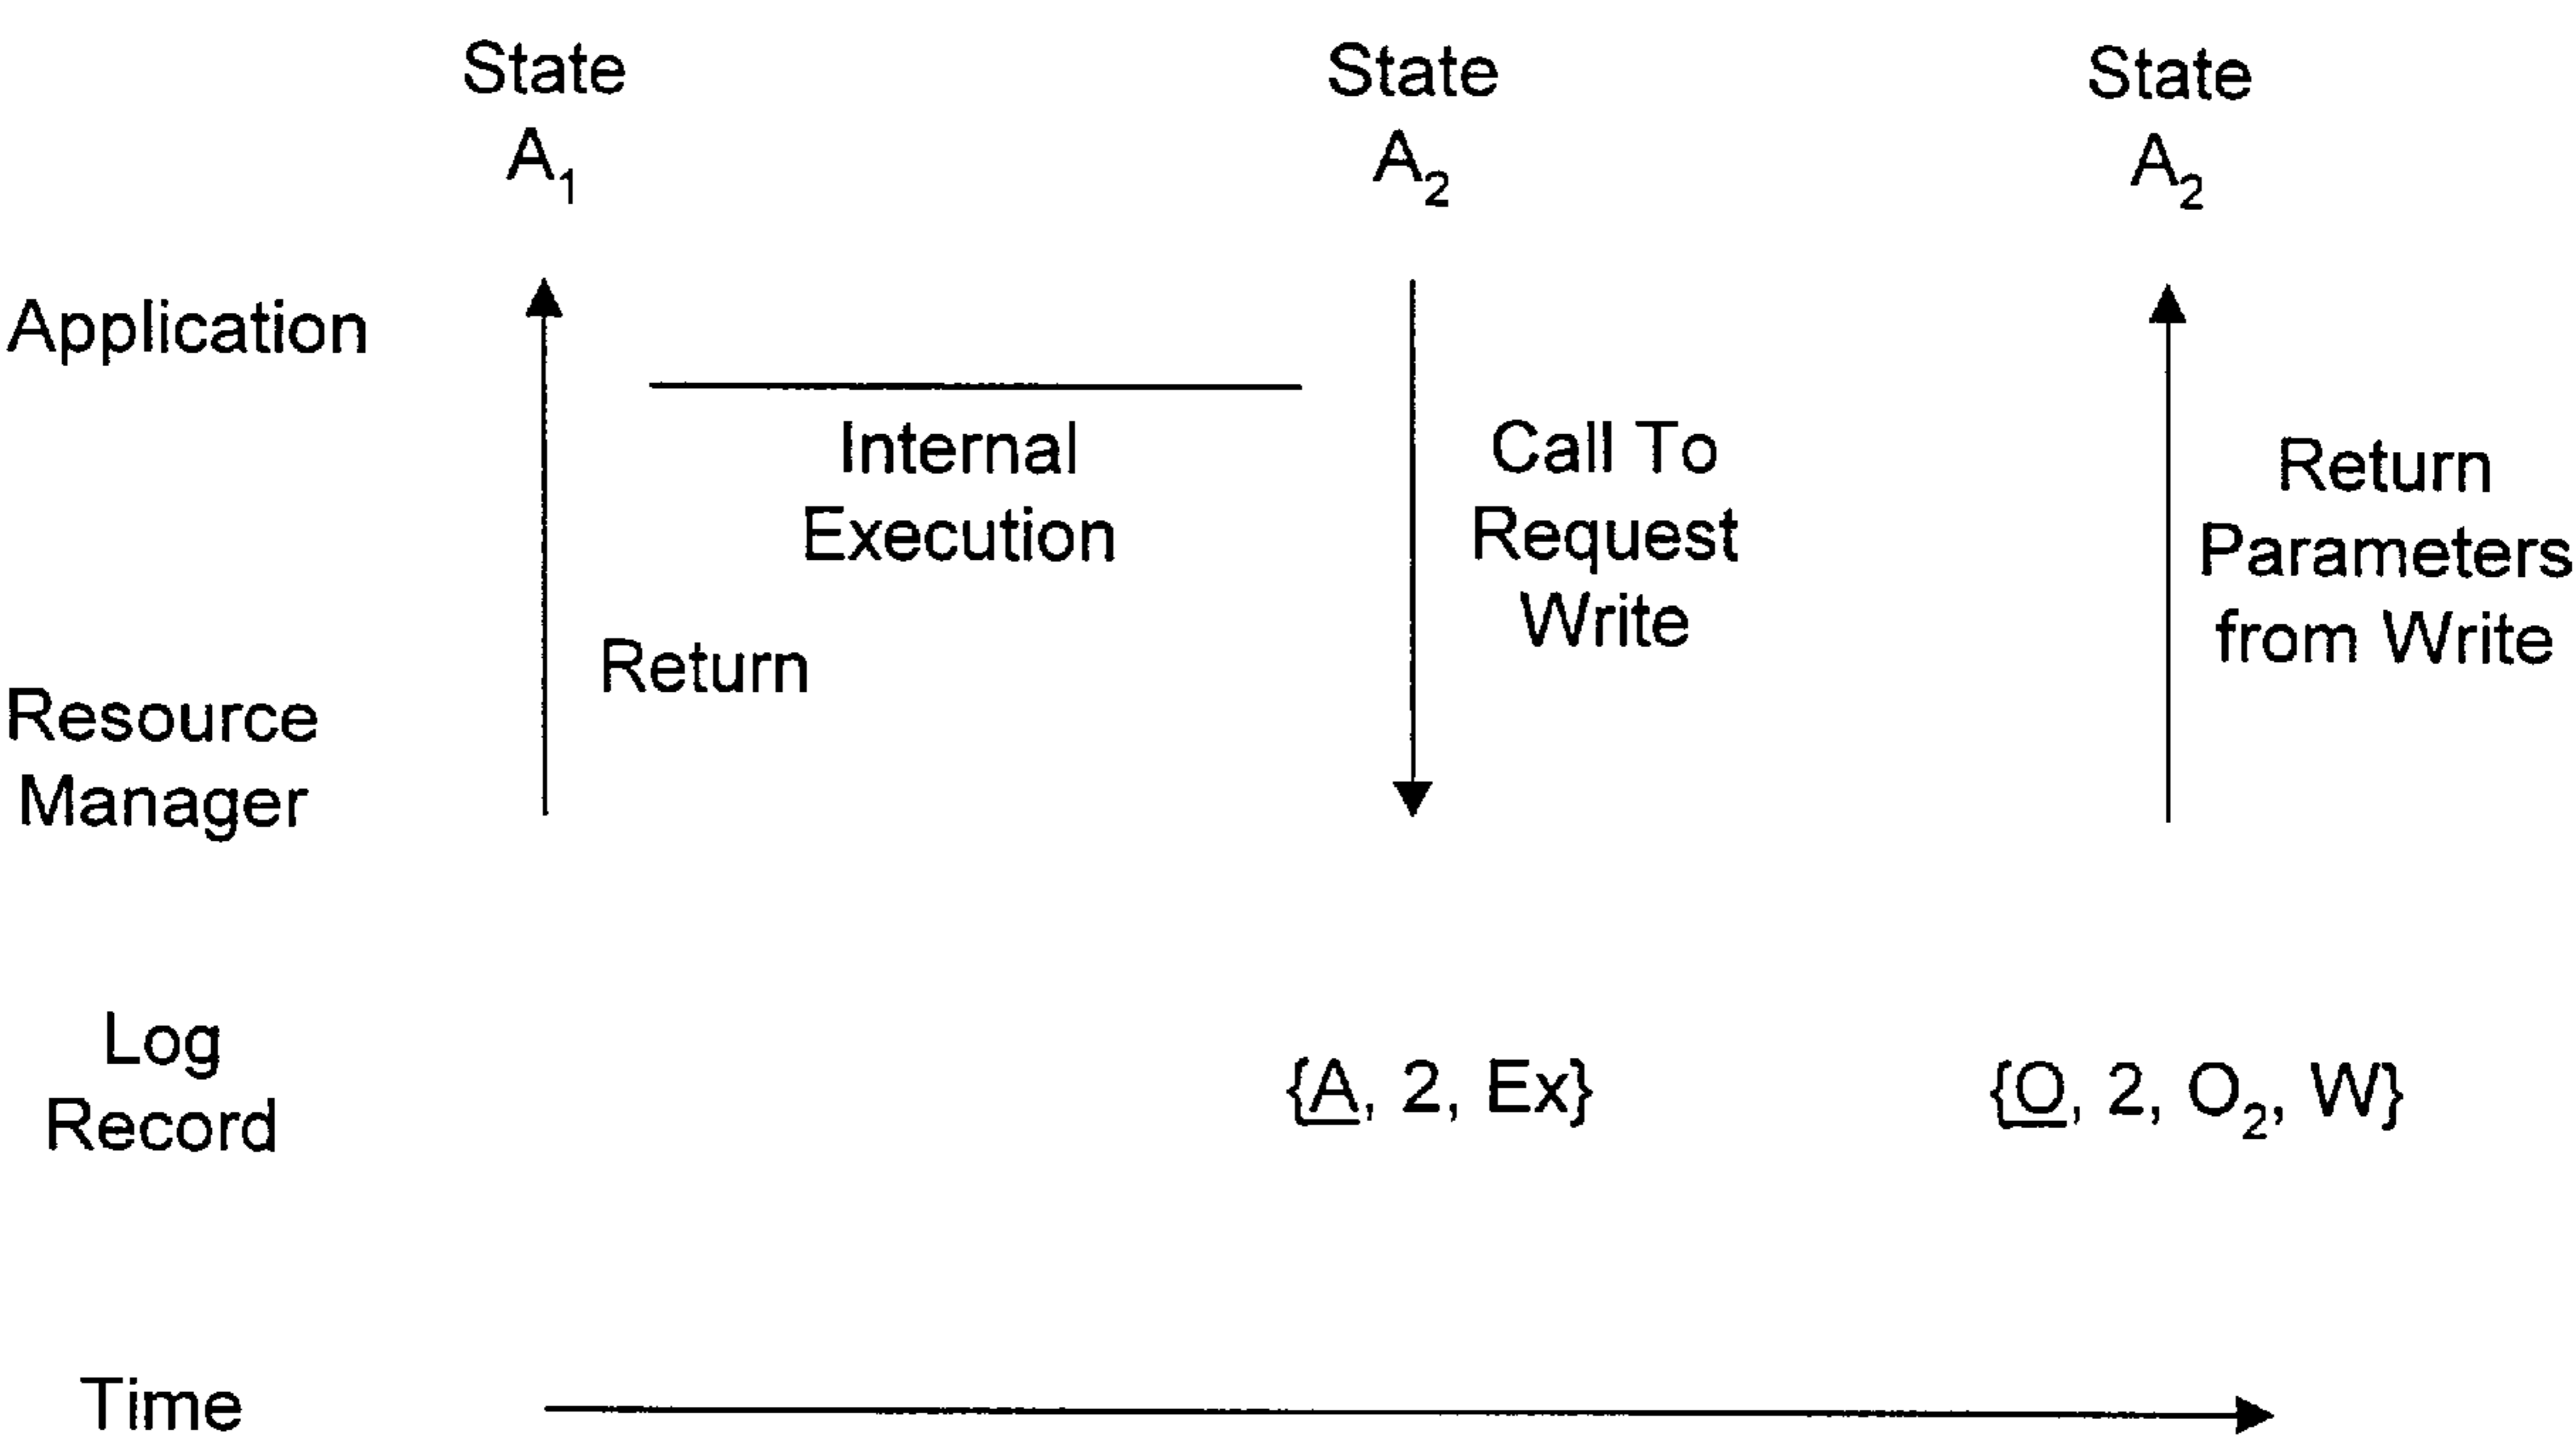 State
A₁
State
A₂
State
A₂
Application
Internal
Execution
Call To
Request
Write
Return
Parameters
from Write
Return
Resource
Manager
Log
Record
{A, 2, Ex}
{O, 2, O₂, W}
Time